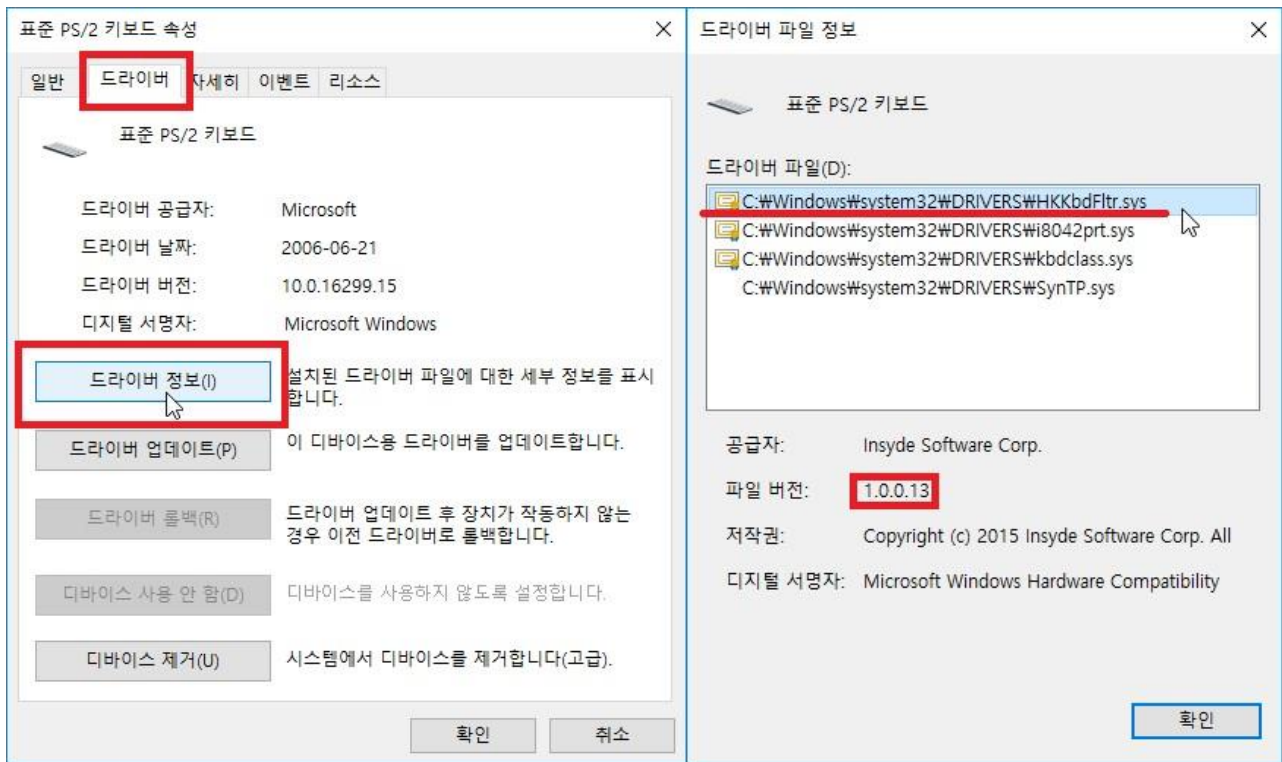 표준 PS/2 키보드 속성
일반 드라이버 자세히 이벤트 리소스
표준 PS/2 키보드
드라이버 공급자: Microsoft
드라이버 날짜: 2006-06-21
드라이버 버전: 10.0.16299.15
디지털 서명자: Microsoft Windows
드라이버 정보(I) 설치된 드라이버 파일에 대한 세부 정보를 표시
합니다.
드라이버 업데이트(P) 이 디바이스용 드라이버를 업데이트합니다.
드라이버 롤백(R) 드라이버 업데이트 후 장치가 작동하지 않는
경우 이전 드라이버로 롤백합니다.
디바이스 사용 안 함(D) 디바이스를 사용하지 않도록 설정합니다.
디바이스 제거(U) 시스템에서 디바이스를 제거합니다(고급).
확인 취소
드라이버 파일 정보
표준 PS/2 키보드
드라이버 파일(D):
C:₩Windows₩system32₩DRIVERS₩HKKbdFltr.sys
C:₩Windows₩system32₩DRIVERS₩i8042prt.sys
C:₩Windows₩system32₩DRIVERS₩kbdclass.sys
C:₩Windows₩system32₩DRIVERS₩SynTP.sys
공급자: Insyde Software Corp.
파일 버전: 1.0.0.13
저작권: Copyright (c) 2015 Insyde Software Corp. All
디지털 서명자: Microsoft Windows Hardware Compatibility
확인